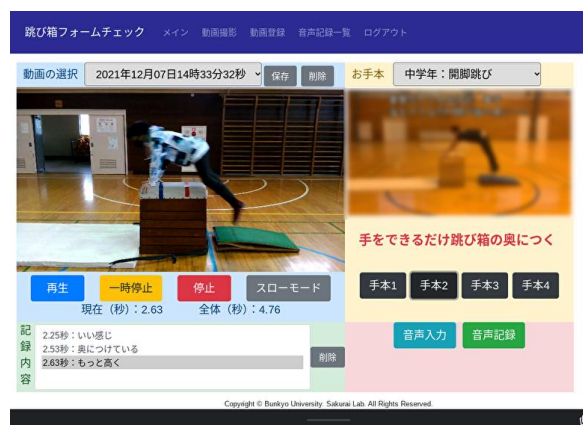 跳び箱フォームチェック メイン 動画撮影 動画登録 音声記録一覧 ログアウト
動画の選択 2021年12月07日14時33分32秒 保存 削除 お手本 中学年:開脚跳び
手をできるだけ跳び箱の奥につく
再生 一時停止 停止 スローモード 手本1 手本2 手本3 手本4
現在(秒):2.63 全体(秒):4.76
音声入力 音声記録
記録内容
2.25秒:いい感じ
2.53秒:奥につけている
2.63秒:もっと高く
削除
Copyright © Bunkyo University. Sakurai Lab. All Rights Reserved.